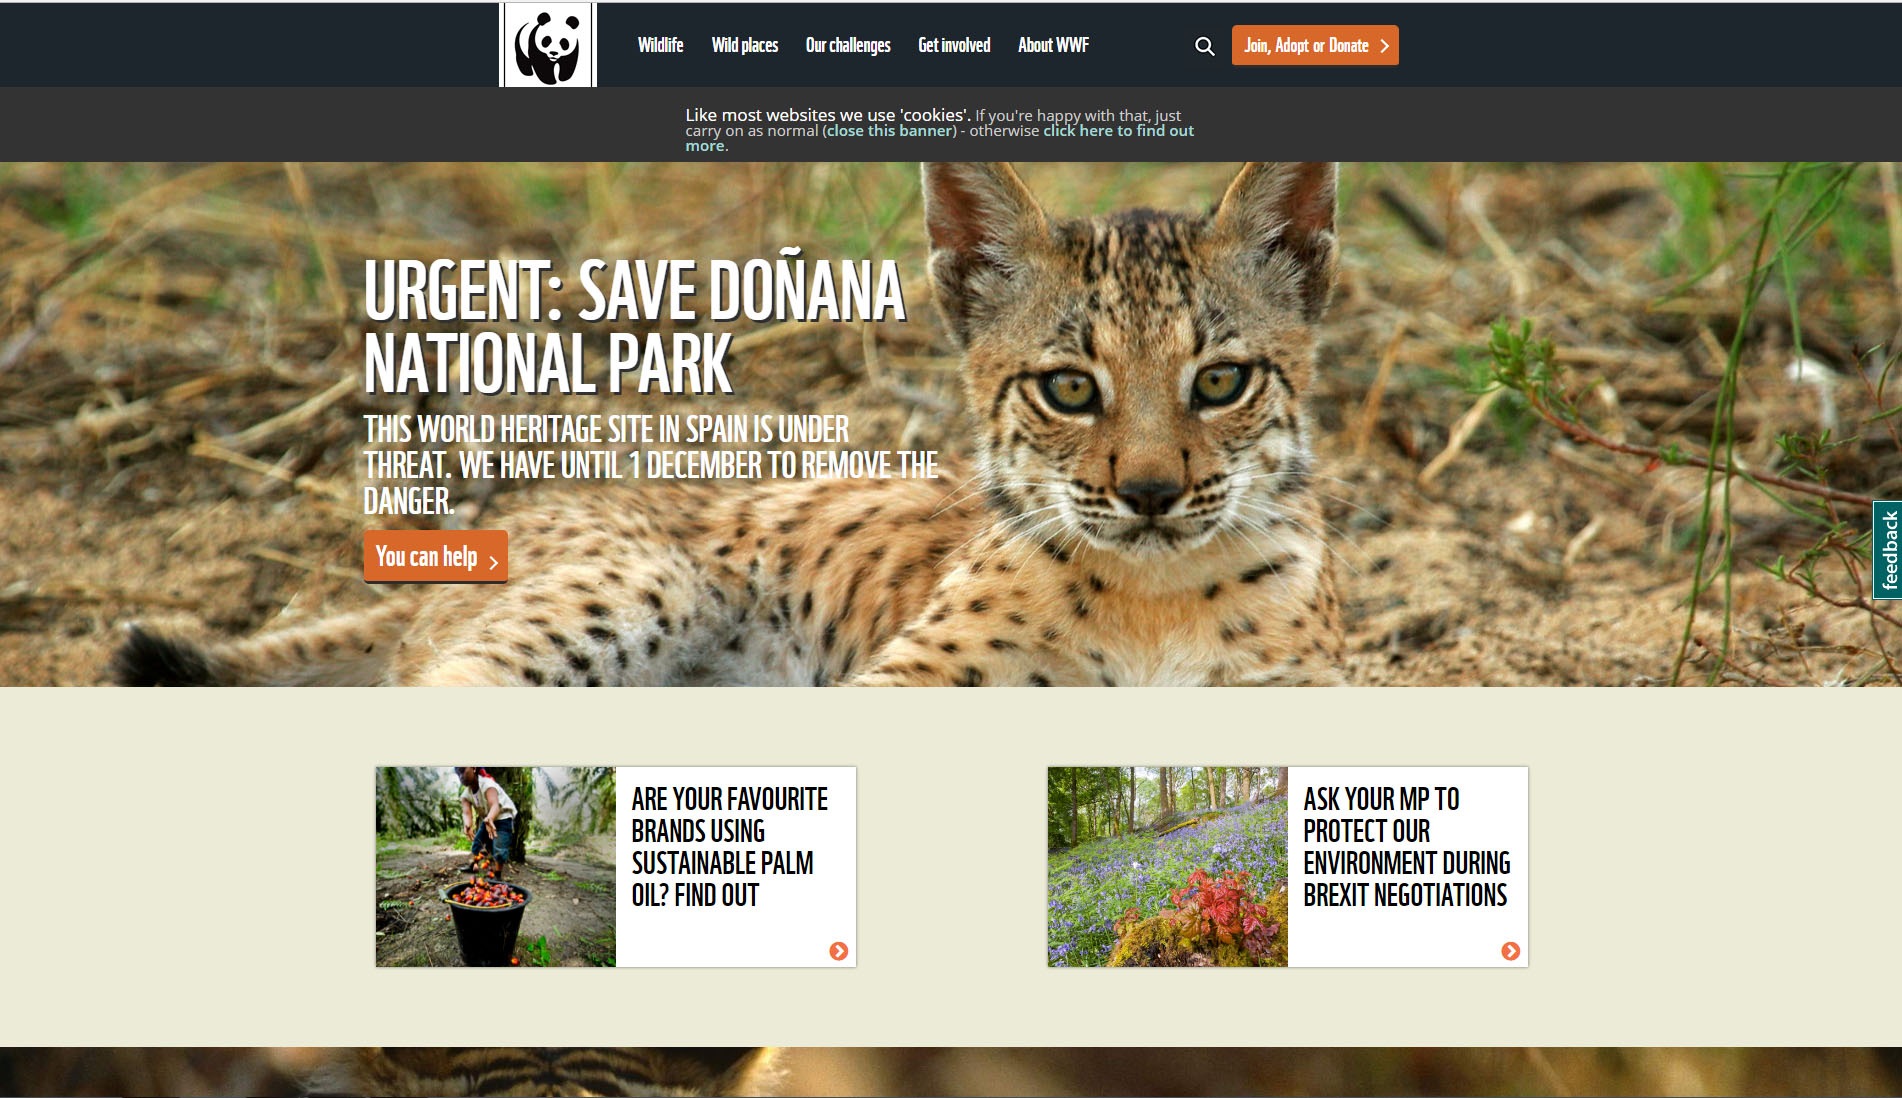 Wildlife Wild places Our challenges Get involved About WWF Join, Adopt or Donate
Like most websites we use 'cookies'. If you're happy with that, just
carry on as normal (close this banner) - otherwise click here to find out
more.
URGENT: SAVE DOÑANA
NATIONAL PARK
THIS WORLD HERITAGE SITE IN SPAIN IS UNDER
THREAT. WE HAVE UNTIL 1 DECEMBER TO REMOVE THE
DANGER.
You can help
feedback
ARE YOUR FAVOURITE
BRANDS USING
SUSTAINABLE PALM
OIL? FIND OUT
ASK YOUR MP TO
PROTECT OUR
ENVIRONMENT DURING
BREXIT NEGOTIATIONS